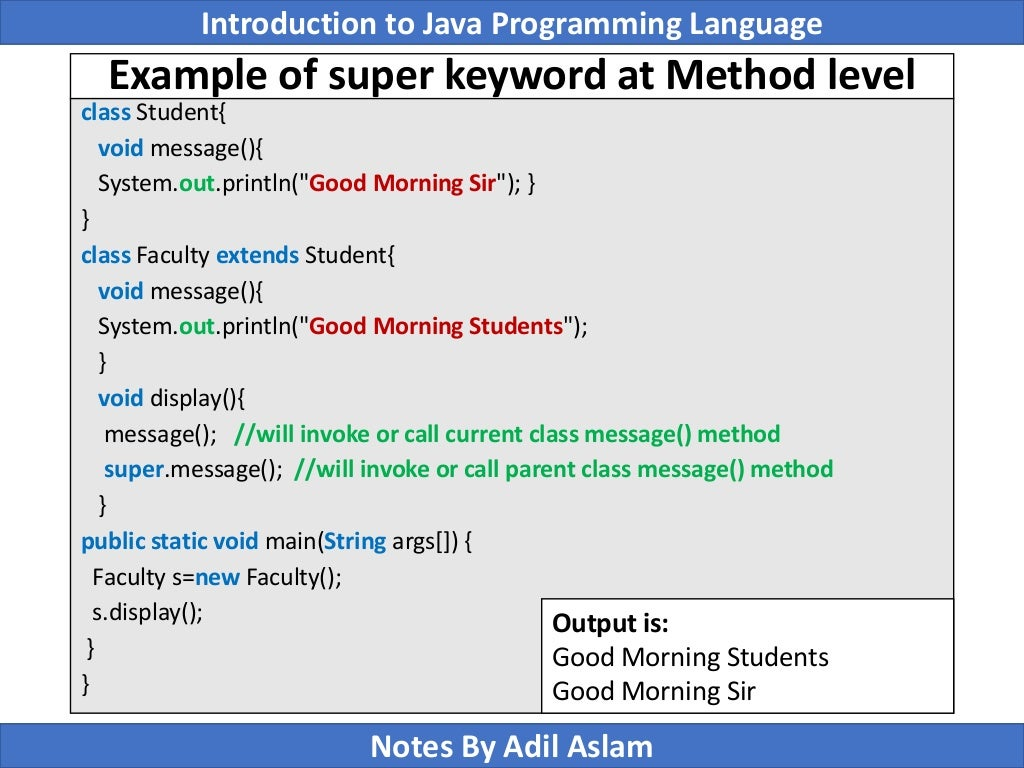 Introduction to Java Programming Language
Example of super keyword at Method level
class Student{
void message(){
System.out.println("Good Morning Sir"); }
}
class Faculty extends Student{
void message(){
System.out.println("Good Morning Students");
}
void display(){
message();   //will invoke or call current class message() method
super.message();  //will invoke or call parent class message() method
}
public static void main(String args[]) {
Faculty s=new Faculty();
s.display();
}
}
Output is:
Good Morning Students
Good Morning Sir
Notes By Adil Aslam